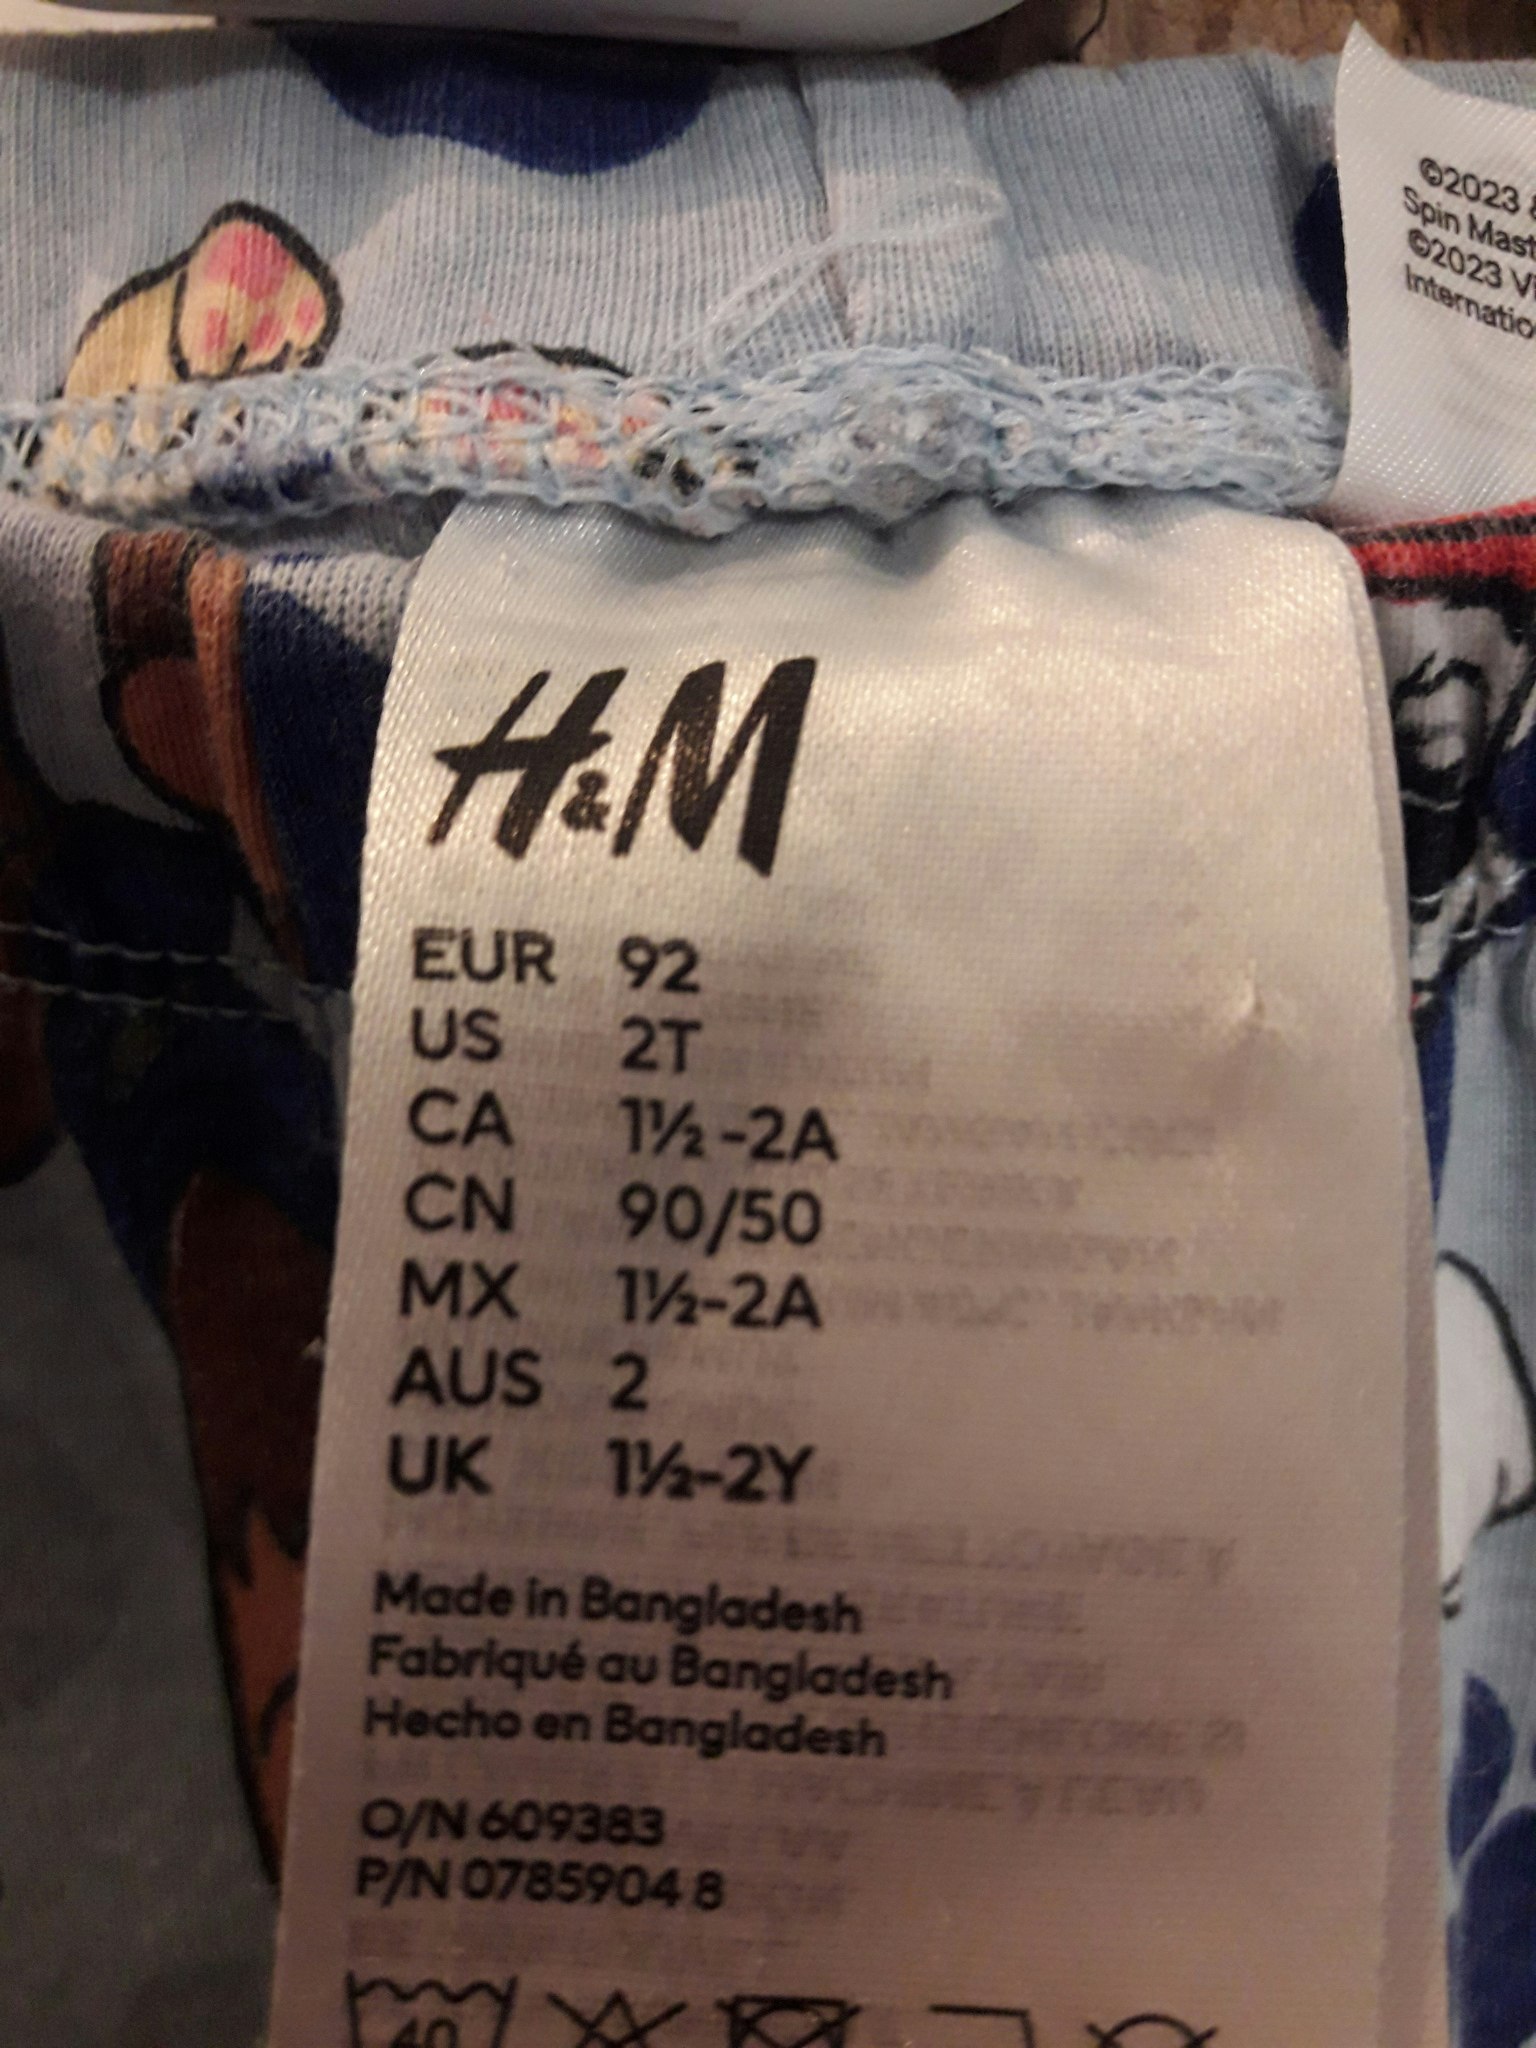 ©2023
Spin Mast
©2023 Vi
Internatio
H&M
EUR 92
US 2T
CA 1½-2A
CN 90/50
MX 1½-2A
AUS 2
UK 1½-2Y
Made in Bangladesh
Fabriqué au Bangladesh
Hecho en Bangladesh
O/N 609383
P/N 0785904 8
40